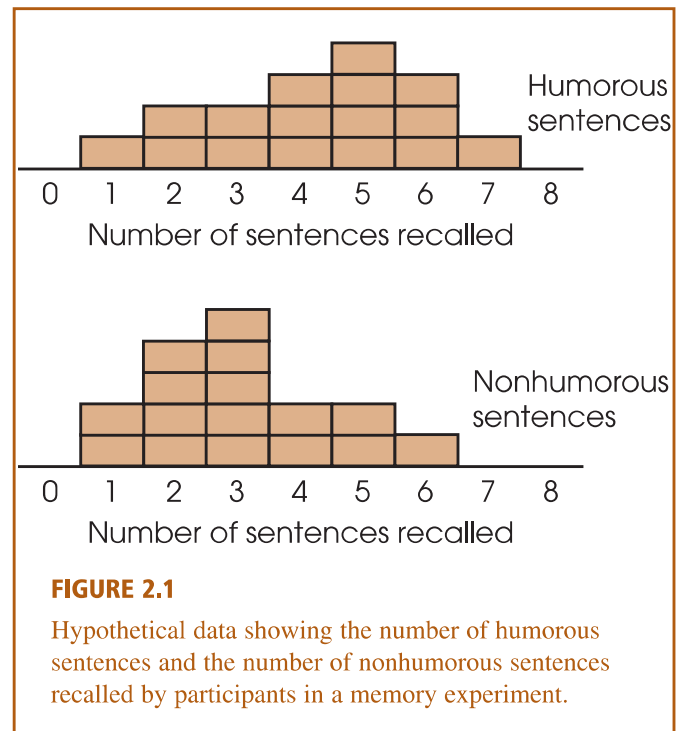 Humorous
sentences
0 1 2 3 4 5 6 7 8
Number of sentences recalled
Nonhumorous
sentences
0 1 2 3 4 5 6 7 8
Number of sentences recalled
FIGURE 2.1
Hypothetical data showing the number of humorous
sentences and the number of nonhumorous sentences
recalled by participants in a memory experiment.